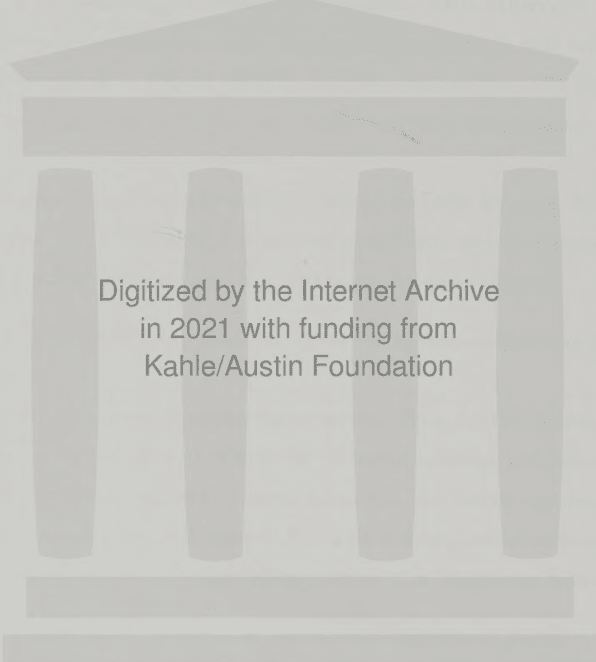 Digitized by the Internet Archive
in 2021 with funding from
Kahle/Austin Foundation